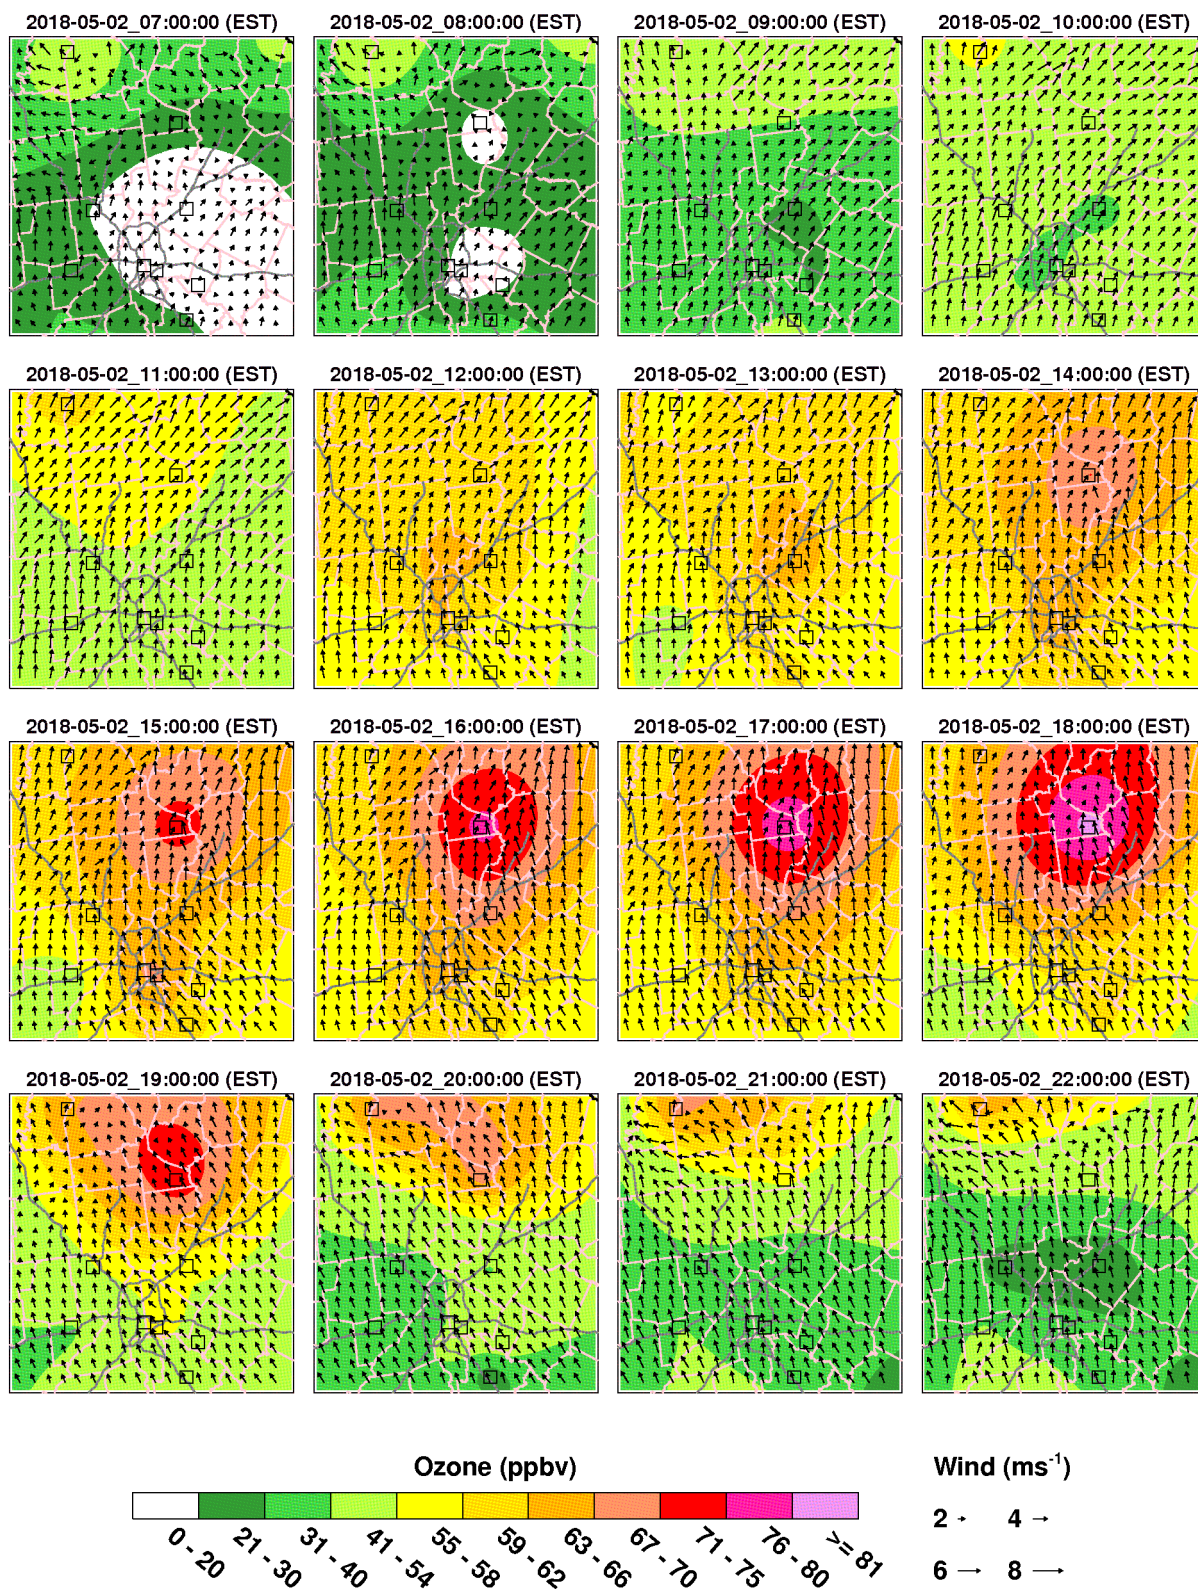 2018-05-02_07:00:00 (EST)
2018-05-02_08:00:00 (EST)
2018-05-02_09:00:00 (EST)
2018-05-02_10:00:00 (EST)
2018-05-02_11:00:00 (EST)
2018-05-02_12:00:00 (EST)
2018-05-02_13:00:00 (EST)
2018-05-02_14:00:00 (EST)
2018-05-02_15:00:00 (EST)
2018-05-02_16:00:00 (EST)
2018-05-02_17:00:00 (EST)
2018-05-02_18:00:00 (EST)
2018-05-02_19:00:00 (EST)
2018-05-02_20:00:00 (EST)
2018-05-02_21:00:00 (EST)
2018-05-02_22:00:00 (EST)
Ozone (ppbv)
0 - 20
21 - 30
31 - 40
41 - 54
55 - 58
59 - 62
63 - 66
67 - 70
71 - 75
76 - 80
>= 81
Wind (ms⁻¹)
2 4
6 8